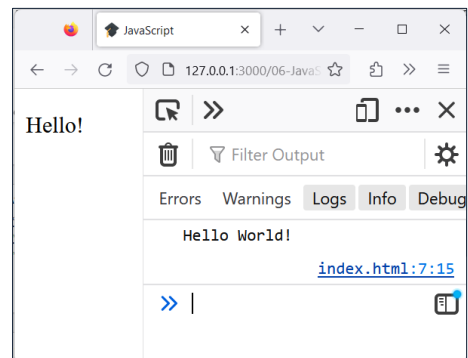 JavaScript
127.0.0.1:3000/06-JavaS
Hello!
Filter Output
Errors Warnings Logs Info Debug
Hello World!
index.html:7:15